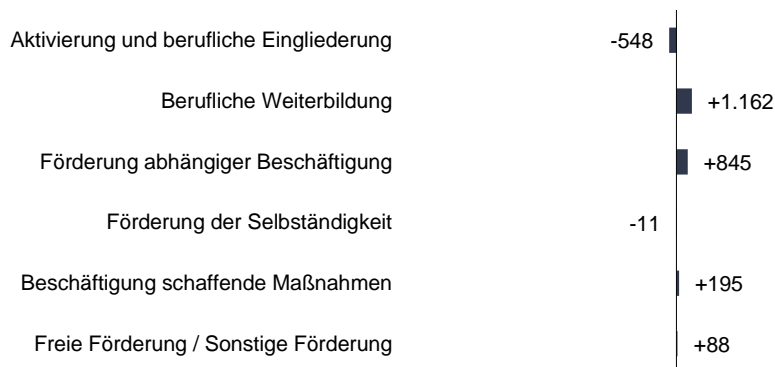 Aktivierung und berufliche Eingliederung -548
Berufliche Weiterbildung +1.162
Förderung abhängiger Beschäftigung +845
Förderung der Selbständigkeit -11
Beschäftigung schaffende Maßnahmen +195
Freie Förderung / Sonstige Förderung +88